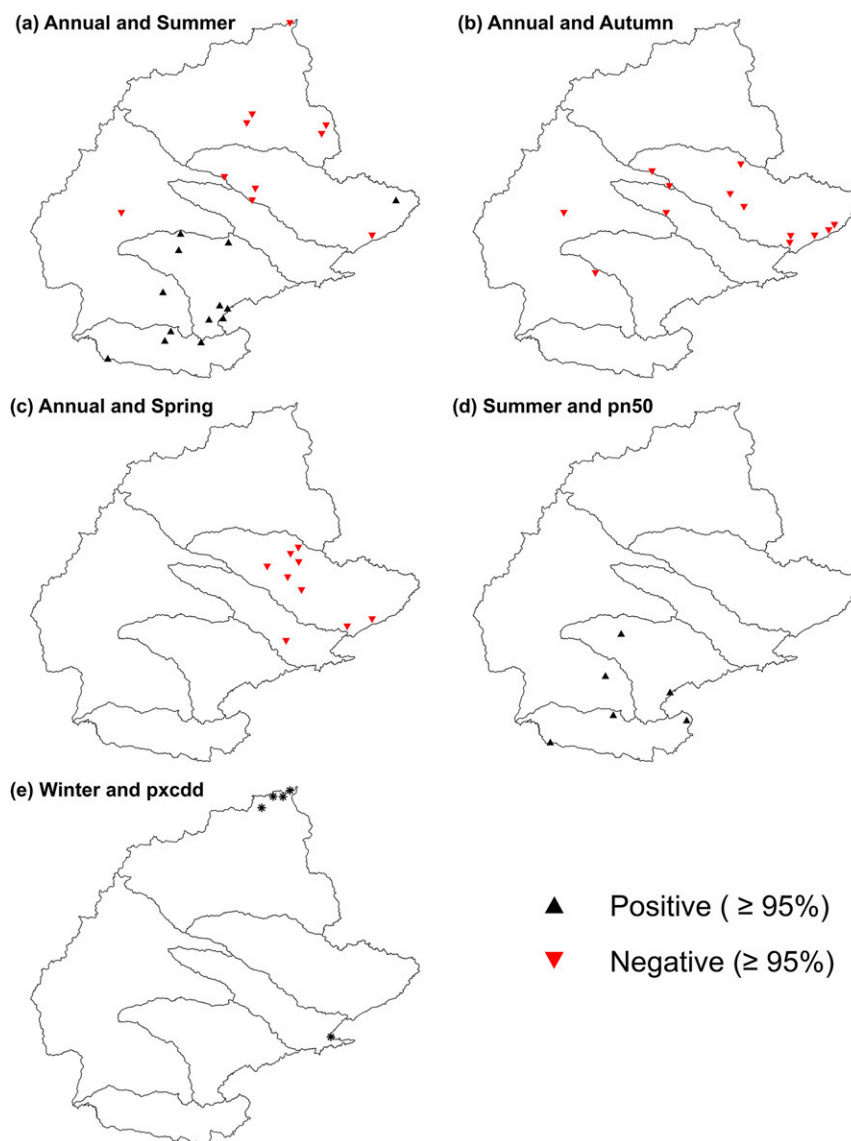 (a) Annual and Summer
(b) Annual and Autumn
(c) Annual and Spring
(d) Summer and pn50
(e) Winter and pxcdd
Positive ( ≥ 95%)
Negative (≥ 95%)